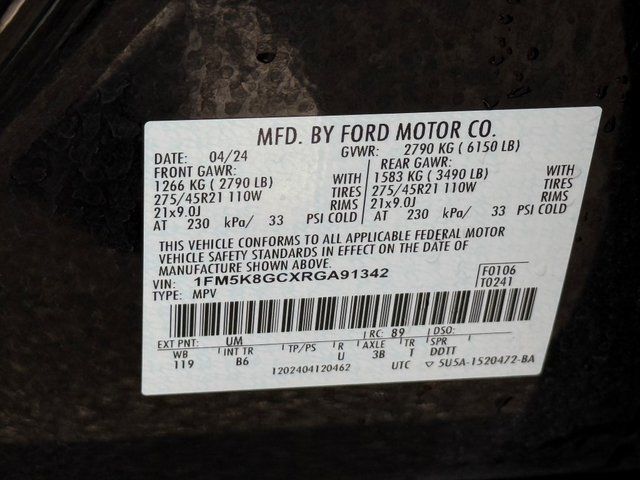 MFD. BY FORD MOTOR CO.
DATE: 04/24 GVWR: 2790 KG ( 6150 LB)
FRONT GAWR: REAR GAWR:
1266 KG ( 2790 LB) WITH 1583 KG ( 3490 LB) WITH
275/45R21 110W TIRES 275/45R21 110W TIRES
21x9.0J RIMS 21x9.0J RIMS
AT 230 kPa/ 33 PSI COLD AT 230 kPa/ 33 PSI COLD
THIS VEHICLE CONFORMS TO ALL APPLICABLE FEDERAL MOTOR
VEHICLE SAFETY STANDARDS IN EFFECT ON THE DATE OF
MANUFACTURE SHOWN ABOVE.
VIN: 1FM5K8GCXRGA91342 F0106
TYPE: MPV T0241
EXT PNT: UM RC: 89 DSO:
WB INT TR TP/PS R AXLE TR SPR
119 B6 U 3B T DDTT
1202404120462 UTC ▽ 5U5A-1520472-BA